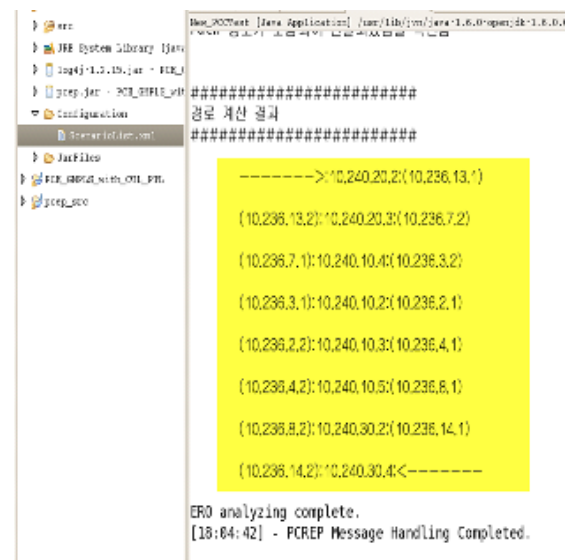 New_PCCTest [Java Application] /usr/lib/jvm/java-1.6.0-openjdk-1.6.0.
src
JRE System Library [java
log4j-1.2.15.jar - PCE_
pcep.jar - PCE_GMPLS_wit
Configuration
ScenarioList.xml
JarFiles
PCE_GMPLS_with_CVL_PTL
pcep_src
########################
경로 계산 결과
########################
------->:10.240.20.2:(10.236.13.1)
(10.236.13.2):10.240.20.3:(10.236.7.2)
(10.236.7.1):10.240.10.4:(10.236.3.2)
(10.236.3.1):10.240.10.2:(10.236.2.1)
(10.236.2.2):10.240.10.3:(10.236.4.1)
(10.236.4.2):10.240.10.5:(10.236.8.1)
(10.236.8.2):10.240.30.2:(10.236.14.1)
(10.236.14.2):10.240.30.4:<-------
ERO analyzing complete.
[18:04:42] - PCREP Message Handling Completed.